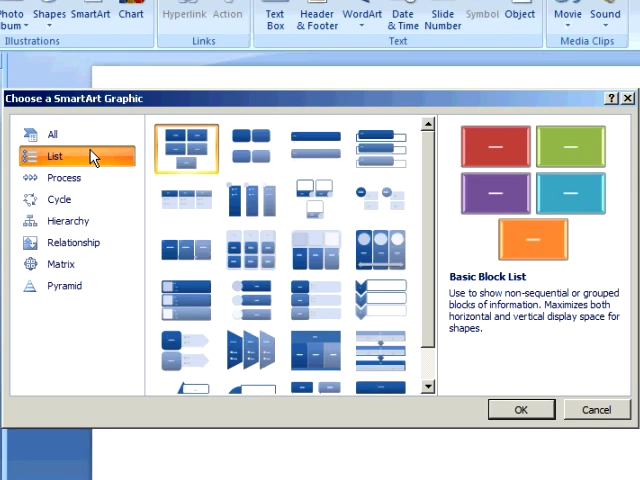 Photo Shapes SmartArt Chart Hyperlink Action Text Header WordArt Date Slide Symbol Object Movie Sound
Album Box & Footer & Time Number
Illustrations Links Text Media Clips
Choose a SmartArt Graphic
All
List
Process
Cycle
Hierarchy
Relationship
Matrix
Pyramid
Basic Block List
Use to show non-sequential or grouped
blocks of information. Maximizes both
horizontal and vertical display space for
shapes.
OK Cancel